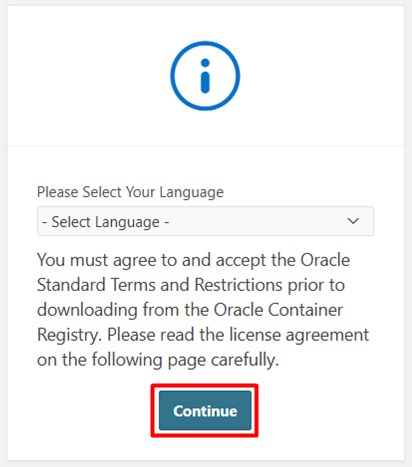 Please Select Your Language
- Select Language -
You must agree to and accept the Oracle
Standard Terms and Restrictions prior to
downloading from the Oracle Container
Registry. Please read the license agreement
on the following page carefully.
Continue